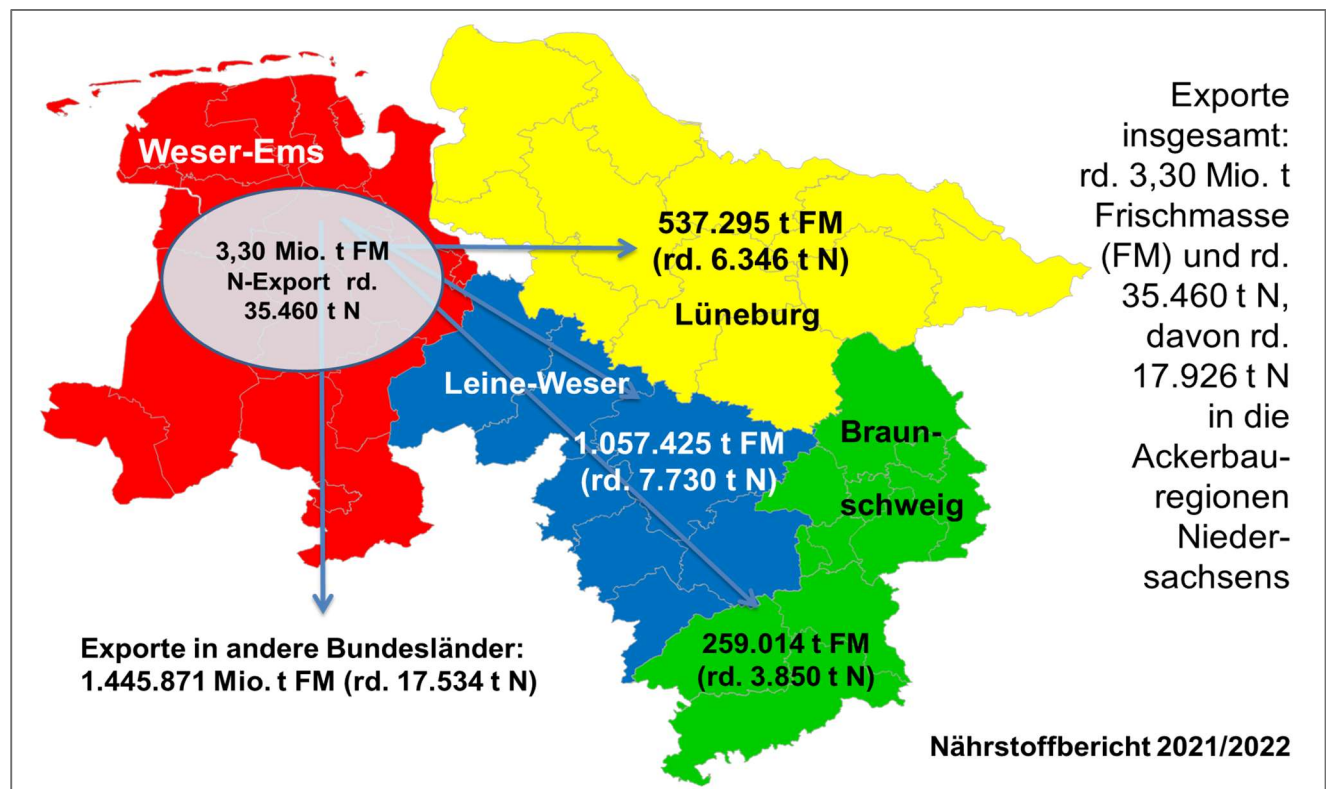 Weser-Ems
3,30 Mio. t FM
N-Export rd.
35.460 t N
537.295 t FM
(rd. 6.346 t N)
Lüneburg
Leine-Weser
1.057.425 t FM
(rd. 7.730 t N)
Braun-
schweig
259.014 t FM
(rd. 3.850 t N)
Exporte in andere Bundesländer:
1.445.871 Mio. t FM (rd. 17.534 t N)
Exporte
insgesamt:
rd. 3,30 Mio. t
Frischmasse
(FM) und rd.
35.460 t N,
davon rd.
17.926 t N
in die
Ackerbau-
regionen
Nieder-
sachsens
Nährstoffbericht 2021/2022